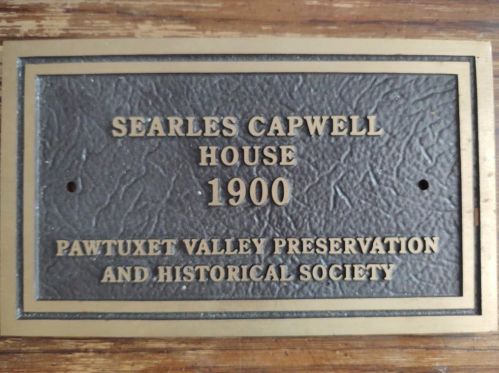 SEARLES CAPWELL
HOUSE
1900
PAWTUXET VALLEY PRESERVATION
AND HISTORICAL SOCIETY